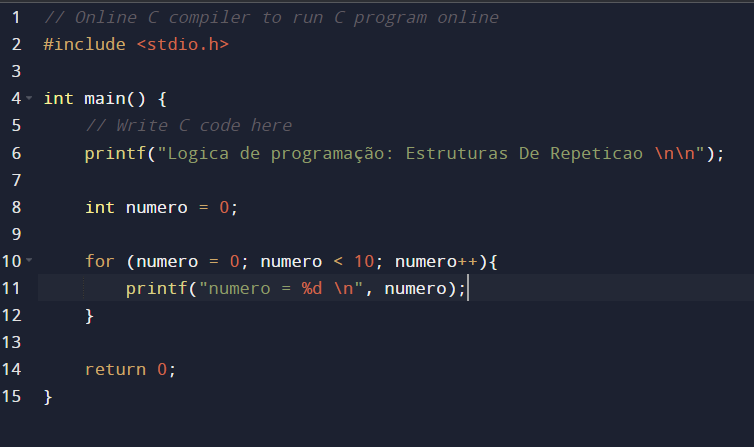 1 // Online C compiler to run C program online
2 #include <stdio.h>
3
4 int main() {
5     // Write C code here
6     printf("Logica de programação: Estruturas De Repeticao \n\n");
7
8     int numero = 0;
9
10     for (numero = 0; numero < 10; numero++){
11         printf("numero = %d \n", numero);
12     }
13
14     return 0;
15 }